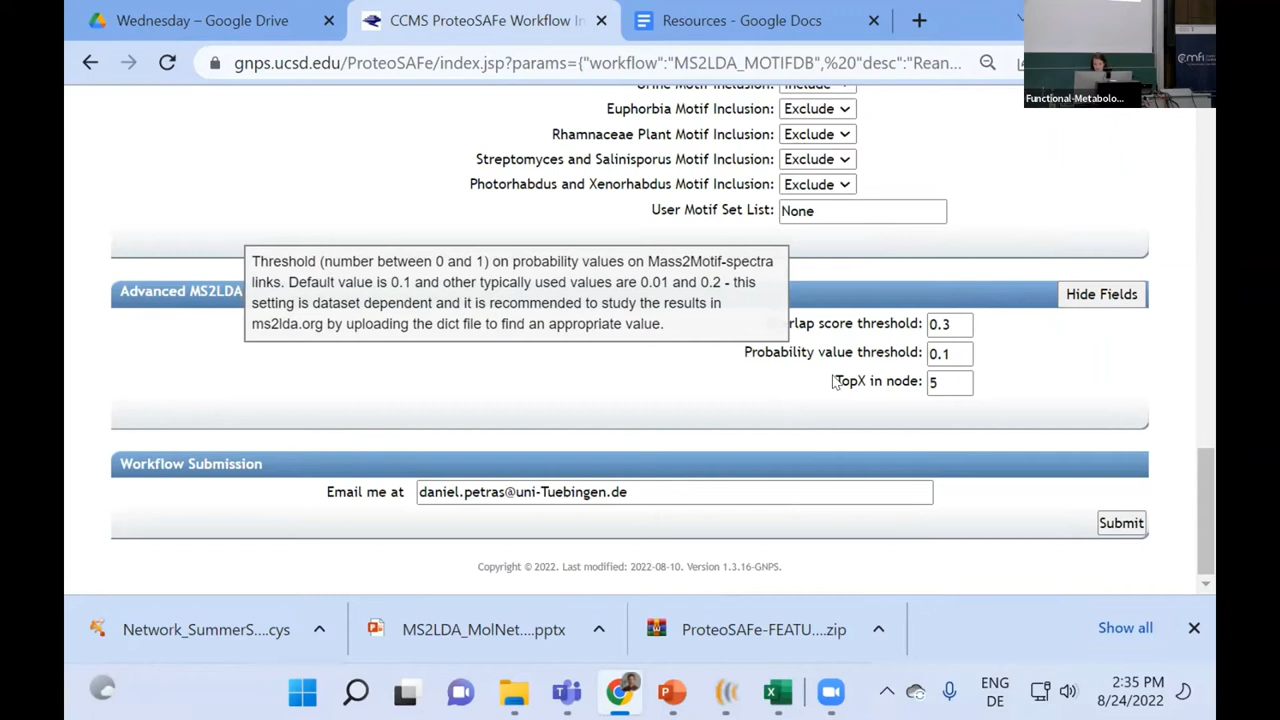 Wednesday – Google Drive
CCMS ProteoSAFe Workflow In
Resources - Google Docs
gnps.ucsd.edu/ProteoSAFe/index.jsp?params={"workflow":"MS2LDA_MOTIFDB",%20"desc":"Rean...
cmfi
Functional-Metabolo...
Urine Motif Inclusion: Include
Euphorbia Motif Inclusion: Exclude
Rhamnaceae Plant Motif Inclusion: Exclude
Streptomyces and Salinisporus Motif Inclusion: Exclude
Photorhabdus and Xenorhabdus Motif Inclusion: Exclude
User Motif Set List: None
Threshold (number between 0 and 1) on probability values on Mass2Motif-spectra
links. Default value is 0.1 and other typically used values are 0.01 and 0.2 - this
setting is dataset dependent and it is recommended to study the results in
ms2lda.org by uploading the dict file to find an appropriate value.
Advanced MS2LDA
Hide Fields
rlap score threshold: 0.3
Probability value threshold: 0.1
TopX in node: 5
Workflow Submission
Email me at daniel.petras@uni-Tuebingen.de
Submit
Copyright © 2022. Last modified: 2022-08-10. Version 1.3.16-GNPS.
Network_SummerS....cys
MS2LDA_MolNet....pptx
ProteoSAFe-FEATU....zip
Show all
ENG
DE
2:35 PM
8/24/2022